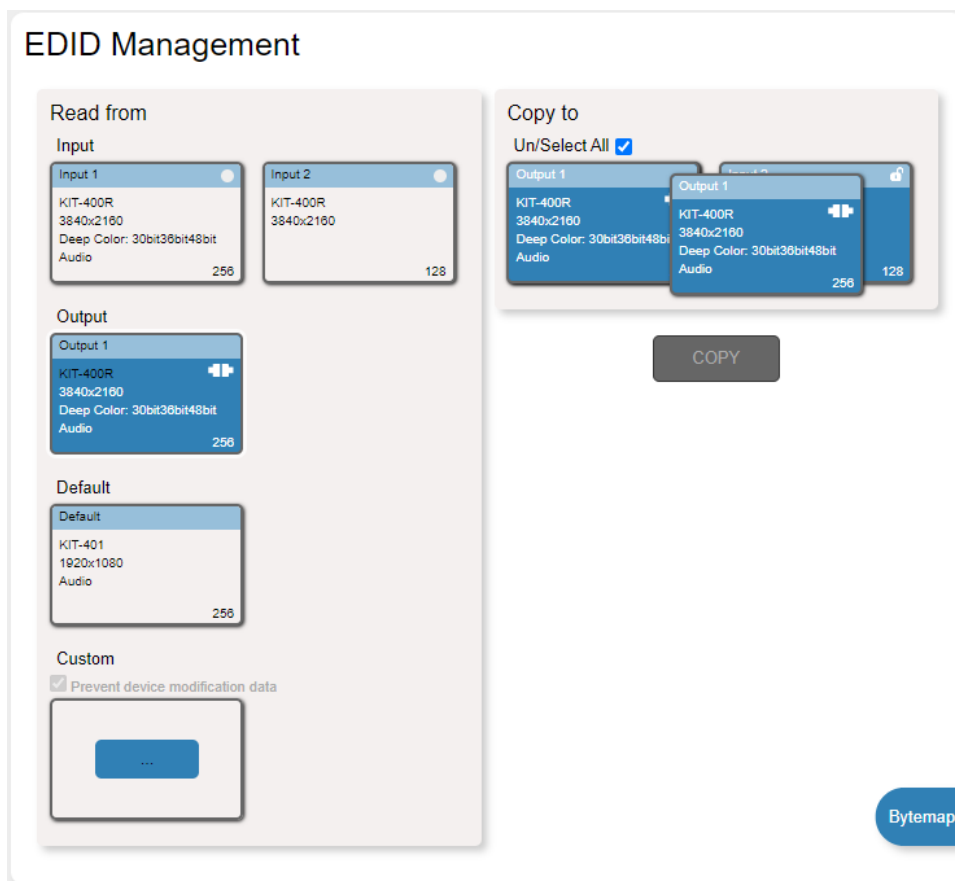 EDID Management
Read from
Input
Input 1
KIT-400R
3840x2160
Deep Color: 30bit36bit48bit
Audio
256
Input 2
KIT-400R
3840x2160
128
Output
Output 1
KIT-400R
3840x2160
Deep Color: 30bit36bit48bit
Audio
256
Default
Default
KIT-401
1920x1080
Audio
256
Custom
Prevent device modification data
...
Copy to
Un/Select All
Output 1
KIT-400R
3840x2160
Deep Color: 30bit36bit48bi
Audio
128
Output 1
KIT-400R
3840x2160
Deep Color: 30bit36bit48bit
Audio
256
COPY
Bytemap